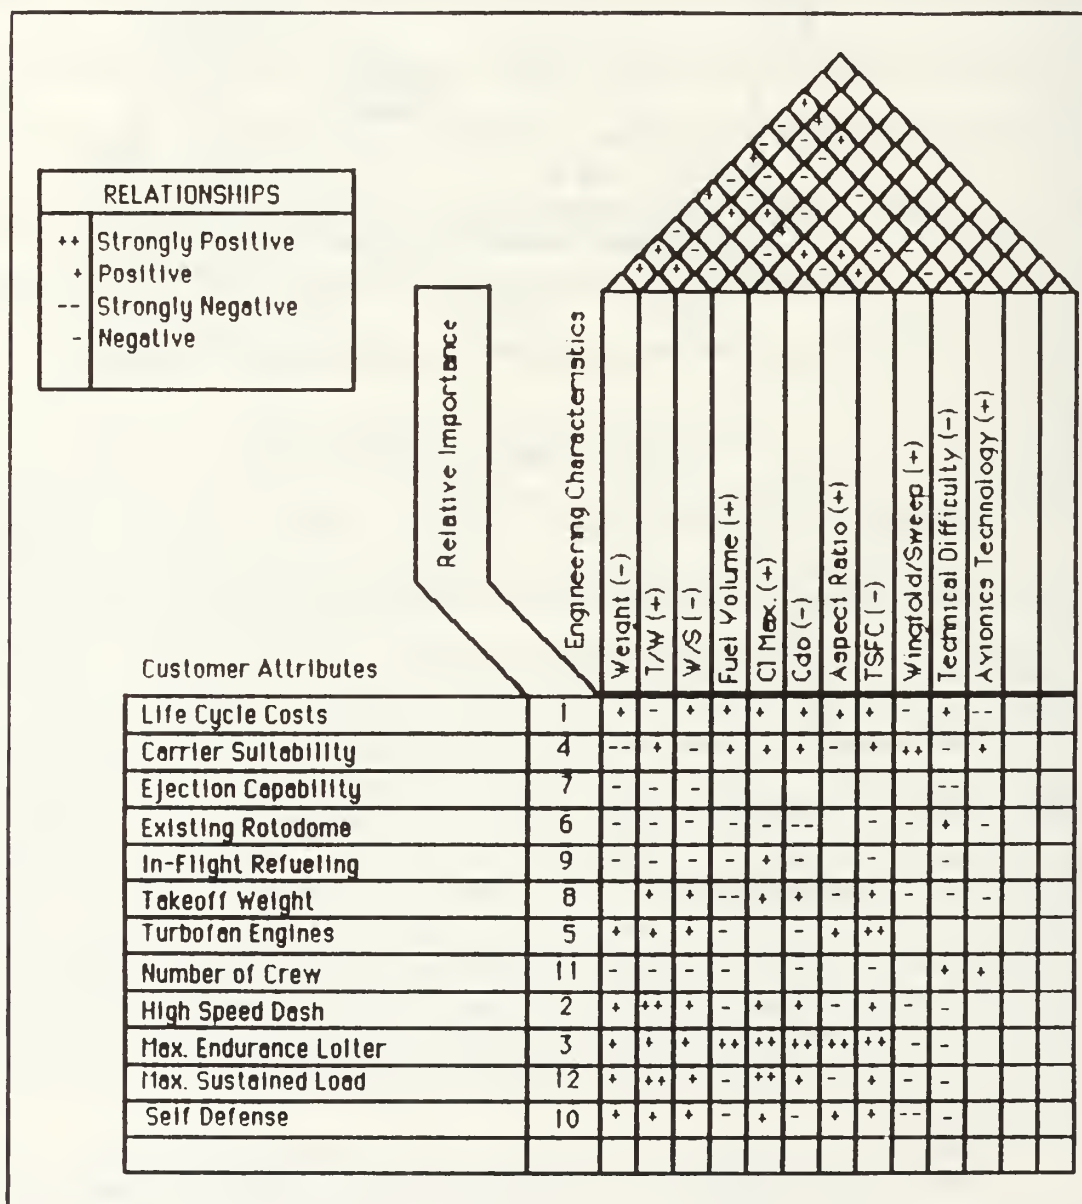 RELATIONSHIPS
++ Strongly Positive
+ Positive
-- Strongly Negative
- Negative
Relative Importance
Engineering Characteristics
Weight (-)
T/W (+)
W/S (-)
Fuel Volume (+)
Cl Max. (+)
Cdo (-)
Aspect Ratio (+)
TSFC (-)
Wingfold/Sweep (+)
Technical Difficulty (-)
Avionics Technology (+)
Customer Attributes
Life Cycle Costs 1 + - + + + + + + - + --
Carrier Suitability 4 -- + - + + + - + ++ - +
Ejection Capability 7 - - - --
Existing Rotodome 6 - - - - - -- - - + -
In-Flight Refueling 9 - - - - + - - -
Takeoff Weight 8 + + -- + + - + - - -
Turbofan Engines 5 + + + - - + ++
Number of Crew 11 - - - - - - + +
High Speed Dash 2 + ++ + - + + - + - -
Max. Endurance Loiter 3 + + + ++ ++ ++ ++ ++ - -
Max. Sustained Load 12 + ++ + - ++ + - + - -
Self Defense 10 + + + - + - + + -- -